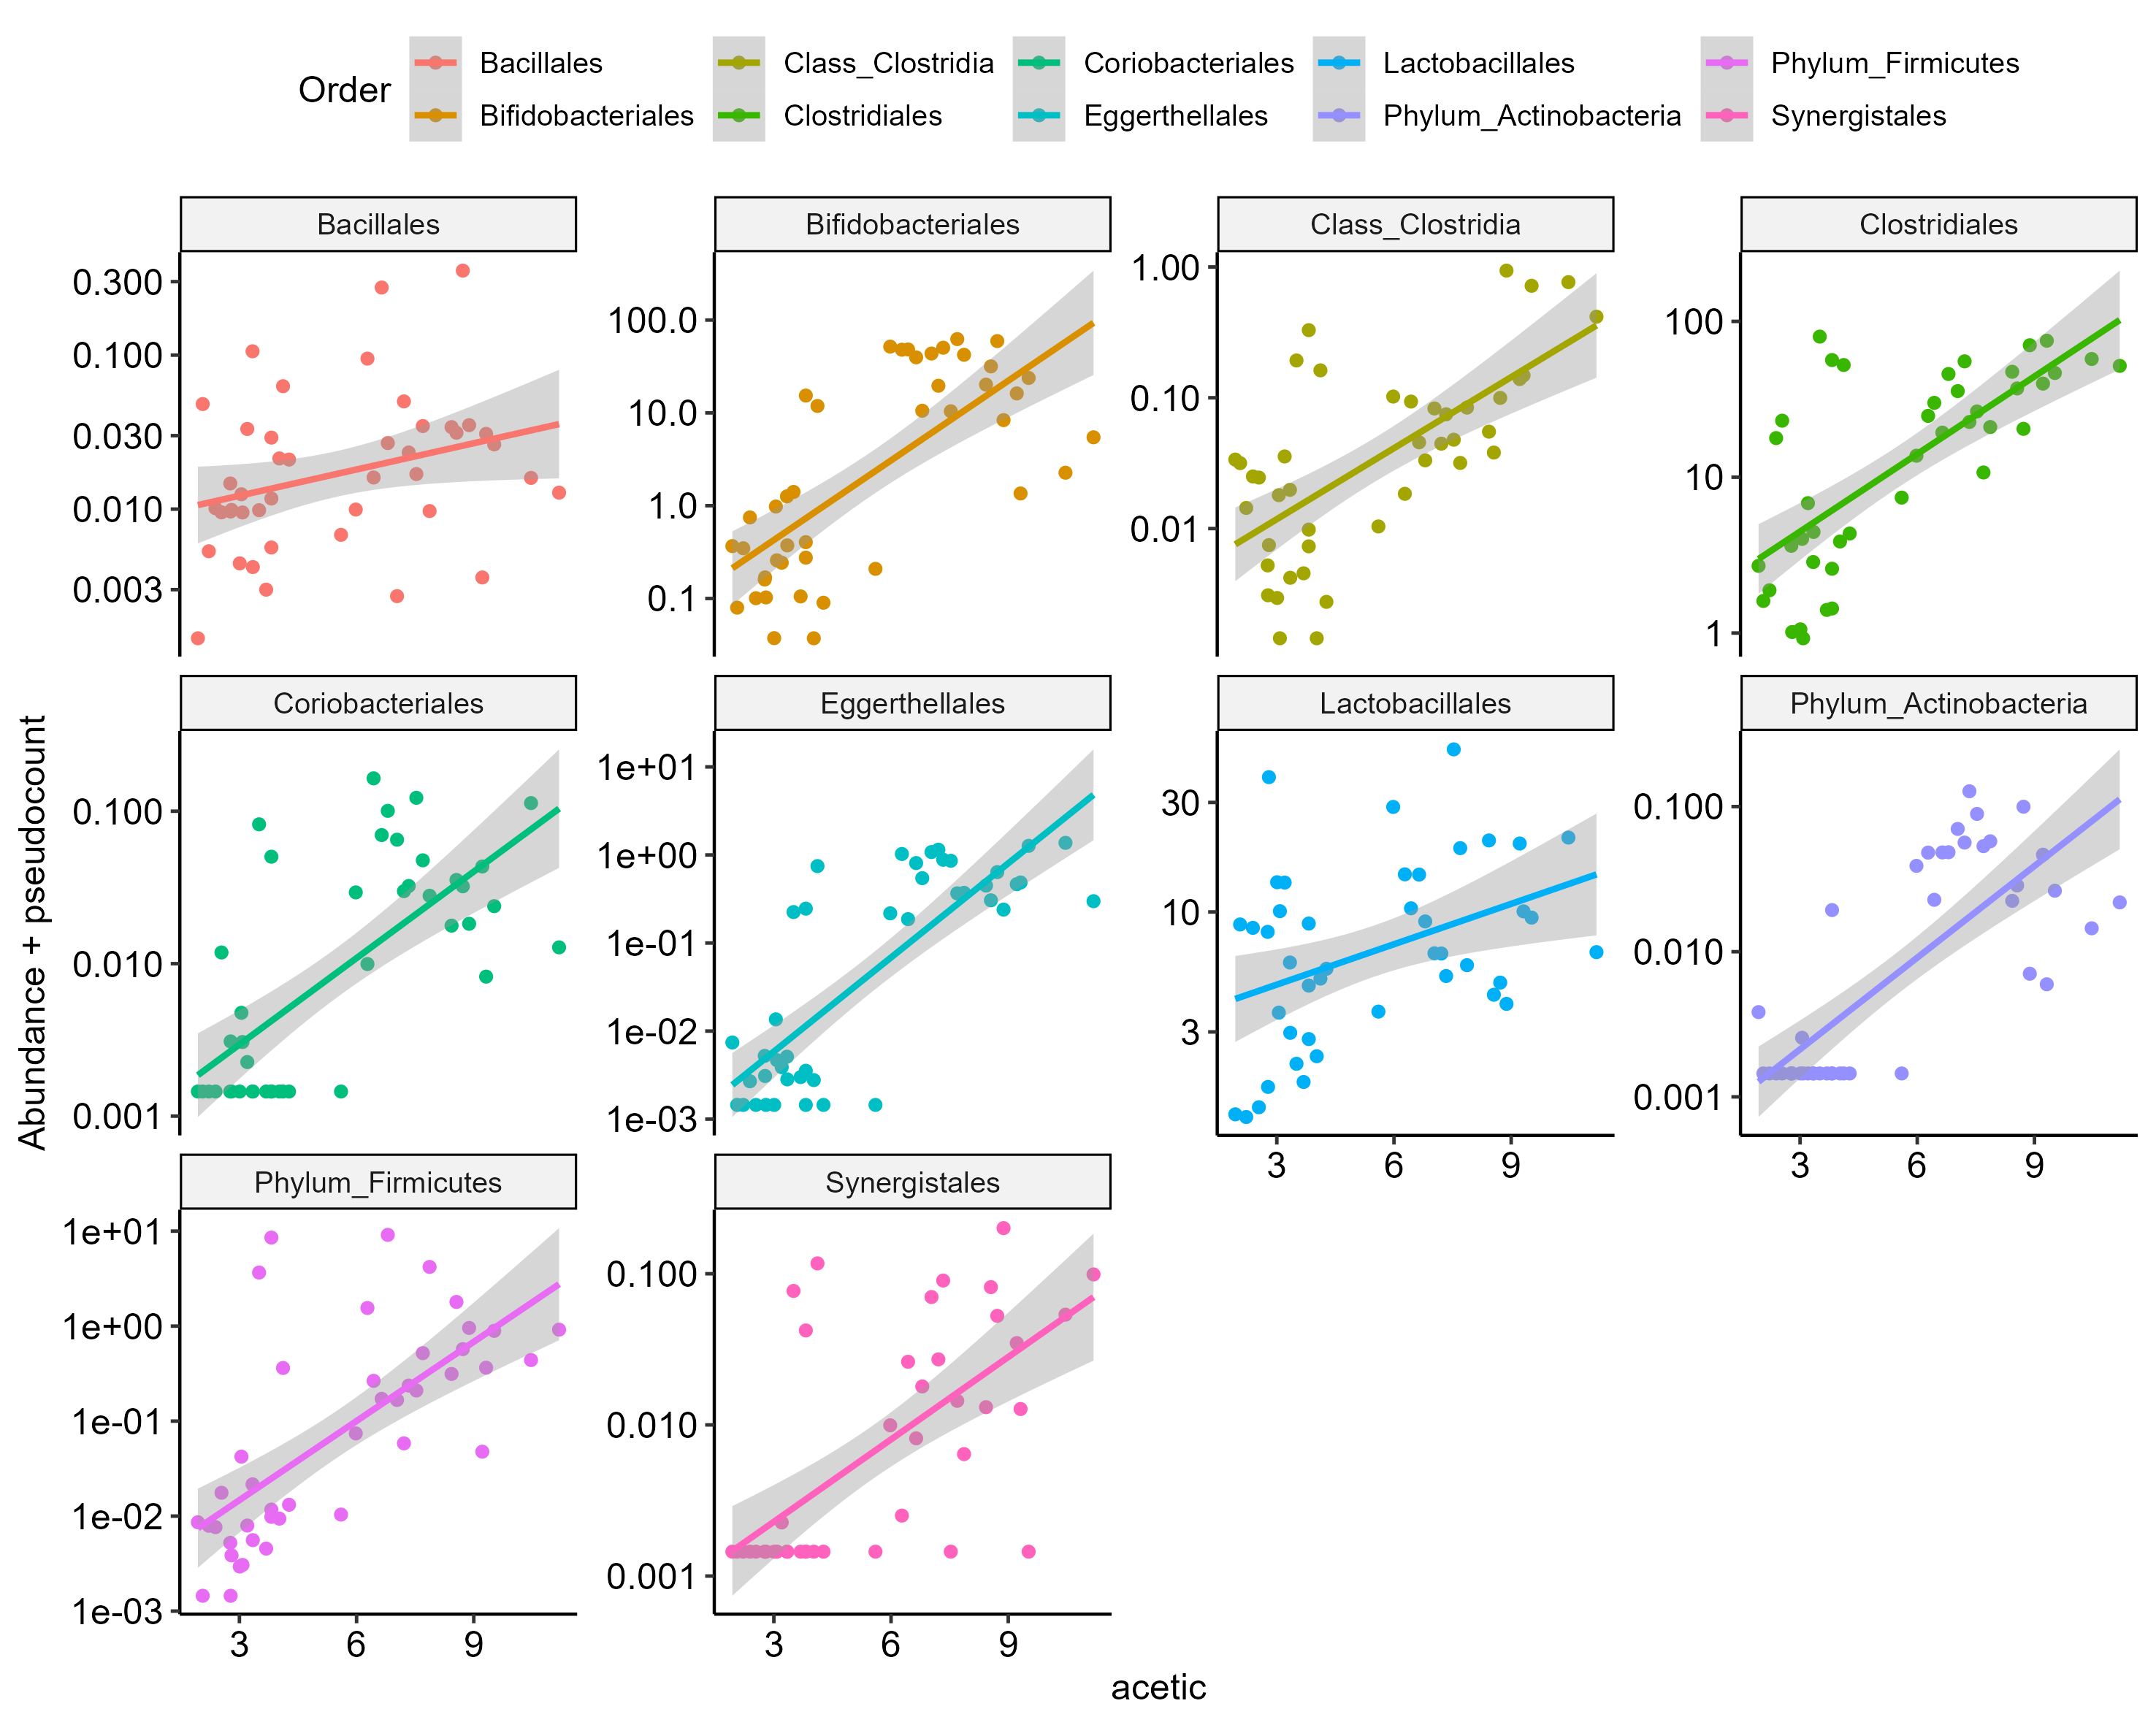 Order
Bacillales
Class_Clostridia
Coriobacteriales
Lactobacillales
Phylum_Firmicutes
Bifidobacteriales
Clostridiales
Eggerthellales
Phylum_Actinobacteria
Synergistales
Bacillales
Bifidobacteriales
Class_Clostridia
Clostridiales
0.300
0.100
0.030
0.010
0.003
100.0
10.0
1.0
0.1
1.00
0.10
0.01
100
10
1
Coriobacteriales
Eggerthellales
Lactobacillales
Phylum_Actinobacteria
0.100
0.010
0.001
1e+01
1e+00
1e-01
1e-02
1e-03
30
10
3
3 6 9
0.100
0.010
0.001
3 6 9
Abundance + pseudocount
Phylum_Firmicutes
Synergistales
1e+01
1e+00
1e-01
1e-02
1e-03
3 6 9
0.100
0.010
0.001
3 6 9
acetic